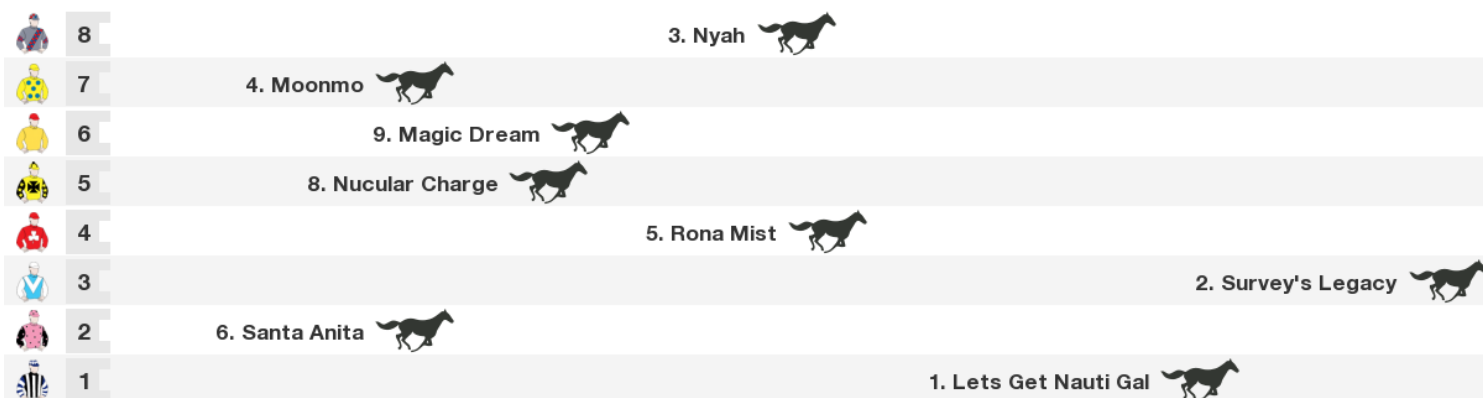 8 3. Nyah
7 4. Moonmo
6 9. Magic Dream
5 8. Nucular Charge
4 5. Rona Mist
3 2. Survey's Legacy
2 6. Santa Anita
1 1. Lets Get Nauti Gal